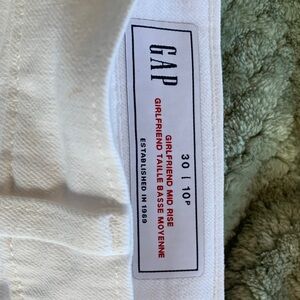 GAP
30 | 10P
GIRLFRIEND MID RISE
GIRLFRIEND TAILLE BASSE MOYENNE
ESTABLISHED IN 1969